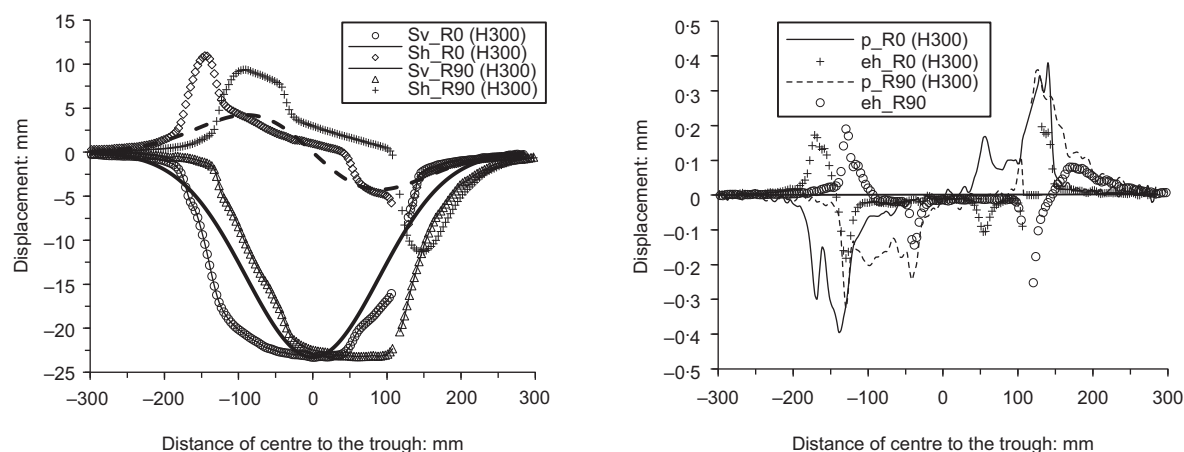 15
10
5
0
–5
–10
–15
–20
–25
Displacement: mm
Sv_R0 (H300)
Sh_R0 (H300)
Sv_R90 (H300)
Sh_R90 (H300)
–300
–200
–100
0
100
200
300
Distance of centre to the trough: mm
0·5
0·4
0·3
0·2
0·1
0
–0·1
–0·2
–0·3
–0·4
–0·5
Displacement: mm
p_R0 (H300)
eh_R0 (H300)
p_R90 (H300)
eh_R90
–300
–200
–100
0
100
200
300
Distance of centre to the trough: mm